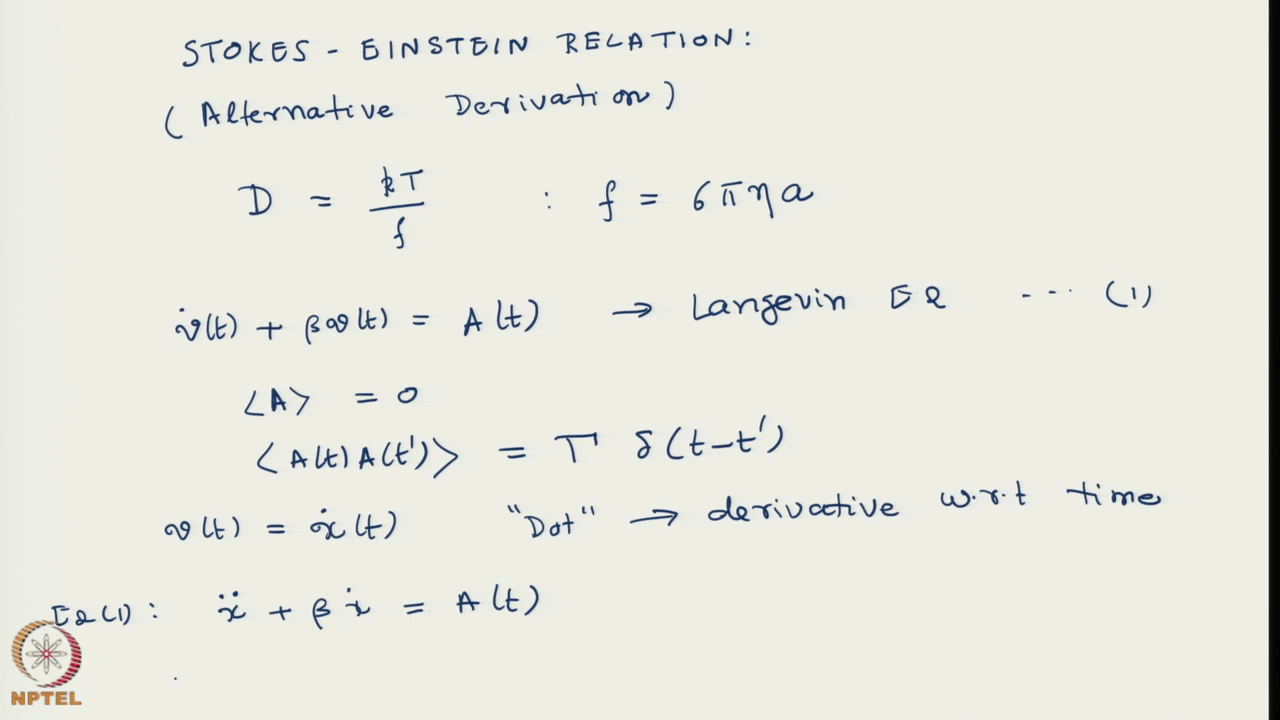 STOKES - EINSTEIN RELATION:
(Alternative Derivation)
D = kT/f : f = 6πηa
v̇(t) + βv(t) = A(t) → Langevin EQ --- (1)
⟨A⟩ = 0
⟨A(t)A(t')⟩ = Γ δ(t-t')
v(t) = ẋ(t) "Dot" → derivative w.r.t time
EQ(1): ẍ + βẋ = A(t)
NPTEL